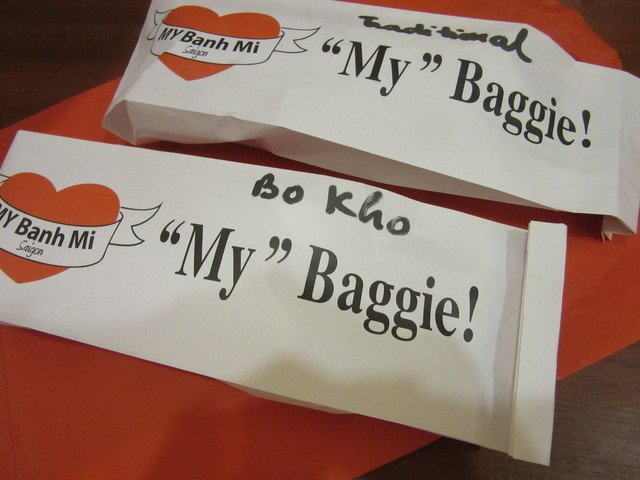 MY Banh Mi
Saigon
Traditional
"My" Baggie!
MY Banh Mi
Saigon
Bo Kho
"My" Baggie!